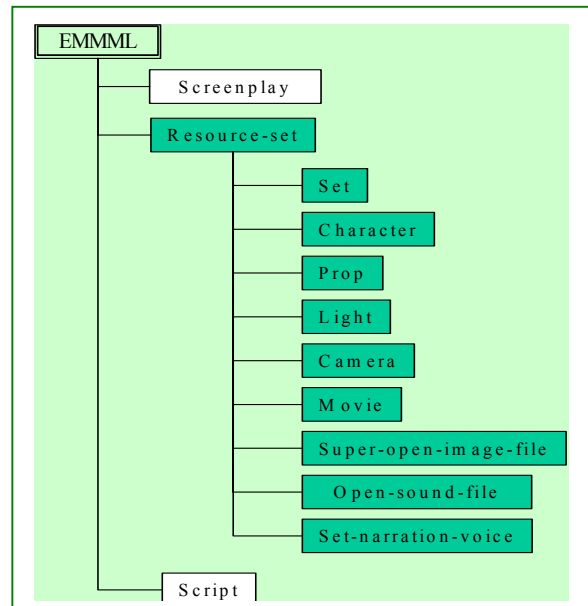 EMMML
Screenplay
Resource-set
Set
Character
Prop
Light
Camera
Movie
Super-open-image-file
Open-sound-file
Set-narration-voice
Script